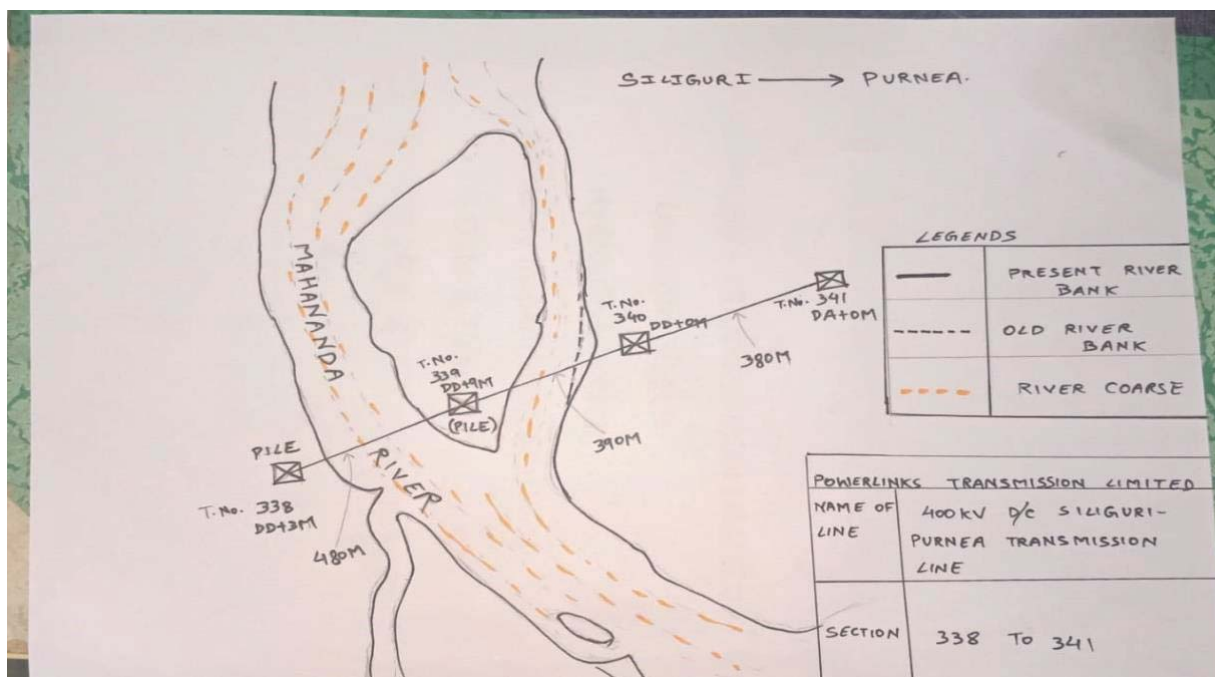 SILIGURI → PURNEA.
MAHANANDA
RIVER
PILE
T.No. 338
DD+3M
480M
T.No.
339
DD+9M
(PILE)
390M
T.No.
340
DD+0M
380M
T.No. 341
DA+0M
LEGENDS
PRESENT RIVER
BANK
OLD RIVER
BANK
RIVER COARSE
POWERLINKS TRANSMISSION LIMITED
NAME OF
LINE
400KV D/C SILIGURI-
PURNEA TRANSMISSION
LINE
SECTION
338 TO 341